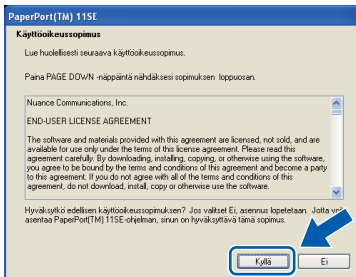 PaperPort(TM) 11SE
Käyttöoikeussopimus
Lue huolellisesti seuraava käyttöoikeussopimus.
Paina PAGE DOWN -näppäintä nähdäksesi sopimuksen loppuosan.
Nuance Communications, Inc.
END-USER LICENSE AGREEMENT
The software and materials provided with this agreement are licensed, not sold, and are
available for use only under the terms of this license agreement. Please read this
agreement carefully. By downloading, installing, copying, or otherwise using the software,
you agree to be bound by the terms and conditions of this agreement and become a party
to this agreement. If you do not agree with all of the terms and conditions of this
agreement, do not download, install, copy or otherwise use the software.
Hyväksytkö edellisen käyttöoikeussopimuksen? Jos valitset Ei, asennus lopetetaan. Jotta
asentaa PaperPort(TM) 11SE-ohjelman, sinun on hyväksyttävä tämä sopimus.
Kyllä
Ei